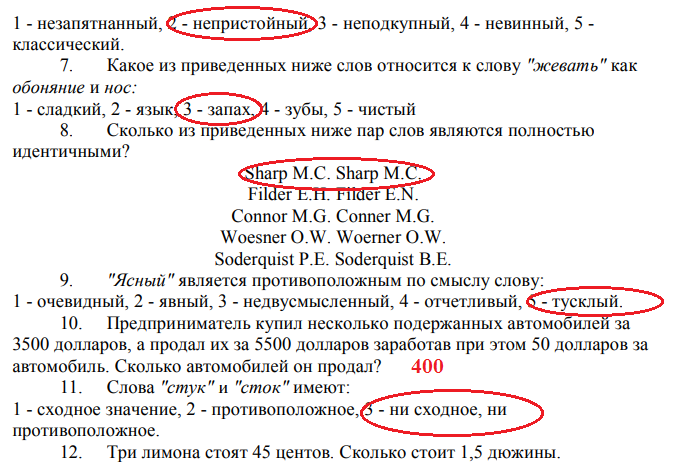 1 - незапятнанный, 2 - непристойный, 3 - неподкупный, 4 - невинный, 5 -
классический.
7. Какое из приведенных ниже слов относится к слову "жевать" как
обоняние и нос:
1 - сладкий, 2 - язык, 3 - запах, 4 - зубы, 5 - чистый
8. Сколько из приведенных ниже пар слов являются полностью
идентичными?
Sharp M.C. Sharp M.C.
Filder E.H. Filder E.N.
Connor M.G. Conner M.G.
Woesner O.W. Woerner O.W.
Soderquist P.E. Soderquist B.E.
9. "Ясный" является противоположным по смыслу слову:
1 - очевидный, 2 - явный, 3 - недвусмысленный, 4 - отчетливый, 5 - тусклый.
10. Предприниматель купил несколько подержанных автомобилей за
3500 долларов, а продал их за 5500 долларов заработав при этом 50 долларов за
автомобиль. Сколько автомобилей он продал? 400
11. Слова "стук" и "сток" имеют:
1 - сходное значение, 2 - противоположное, 3 - ни сходное, ни
противоположное.
12. Три лимона стоят 45 центов. Сколько стоит 1,5 дюжины.